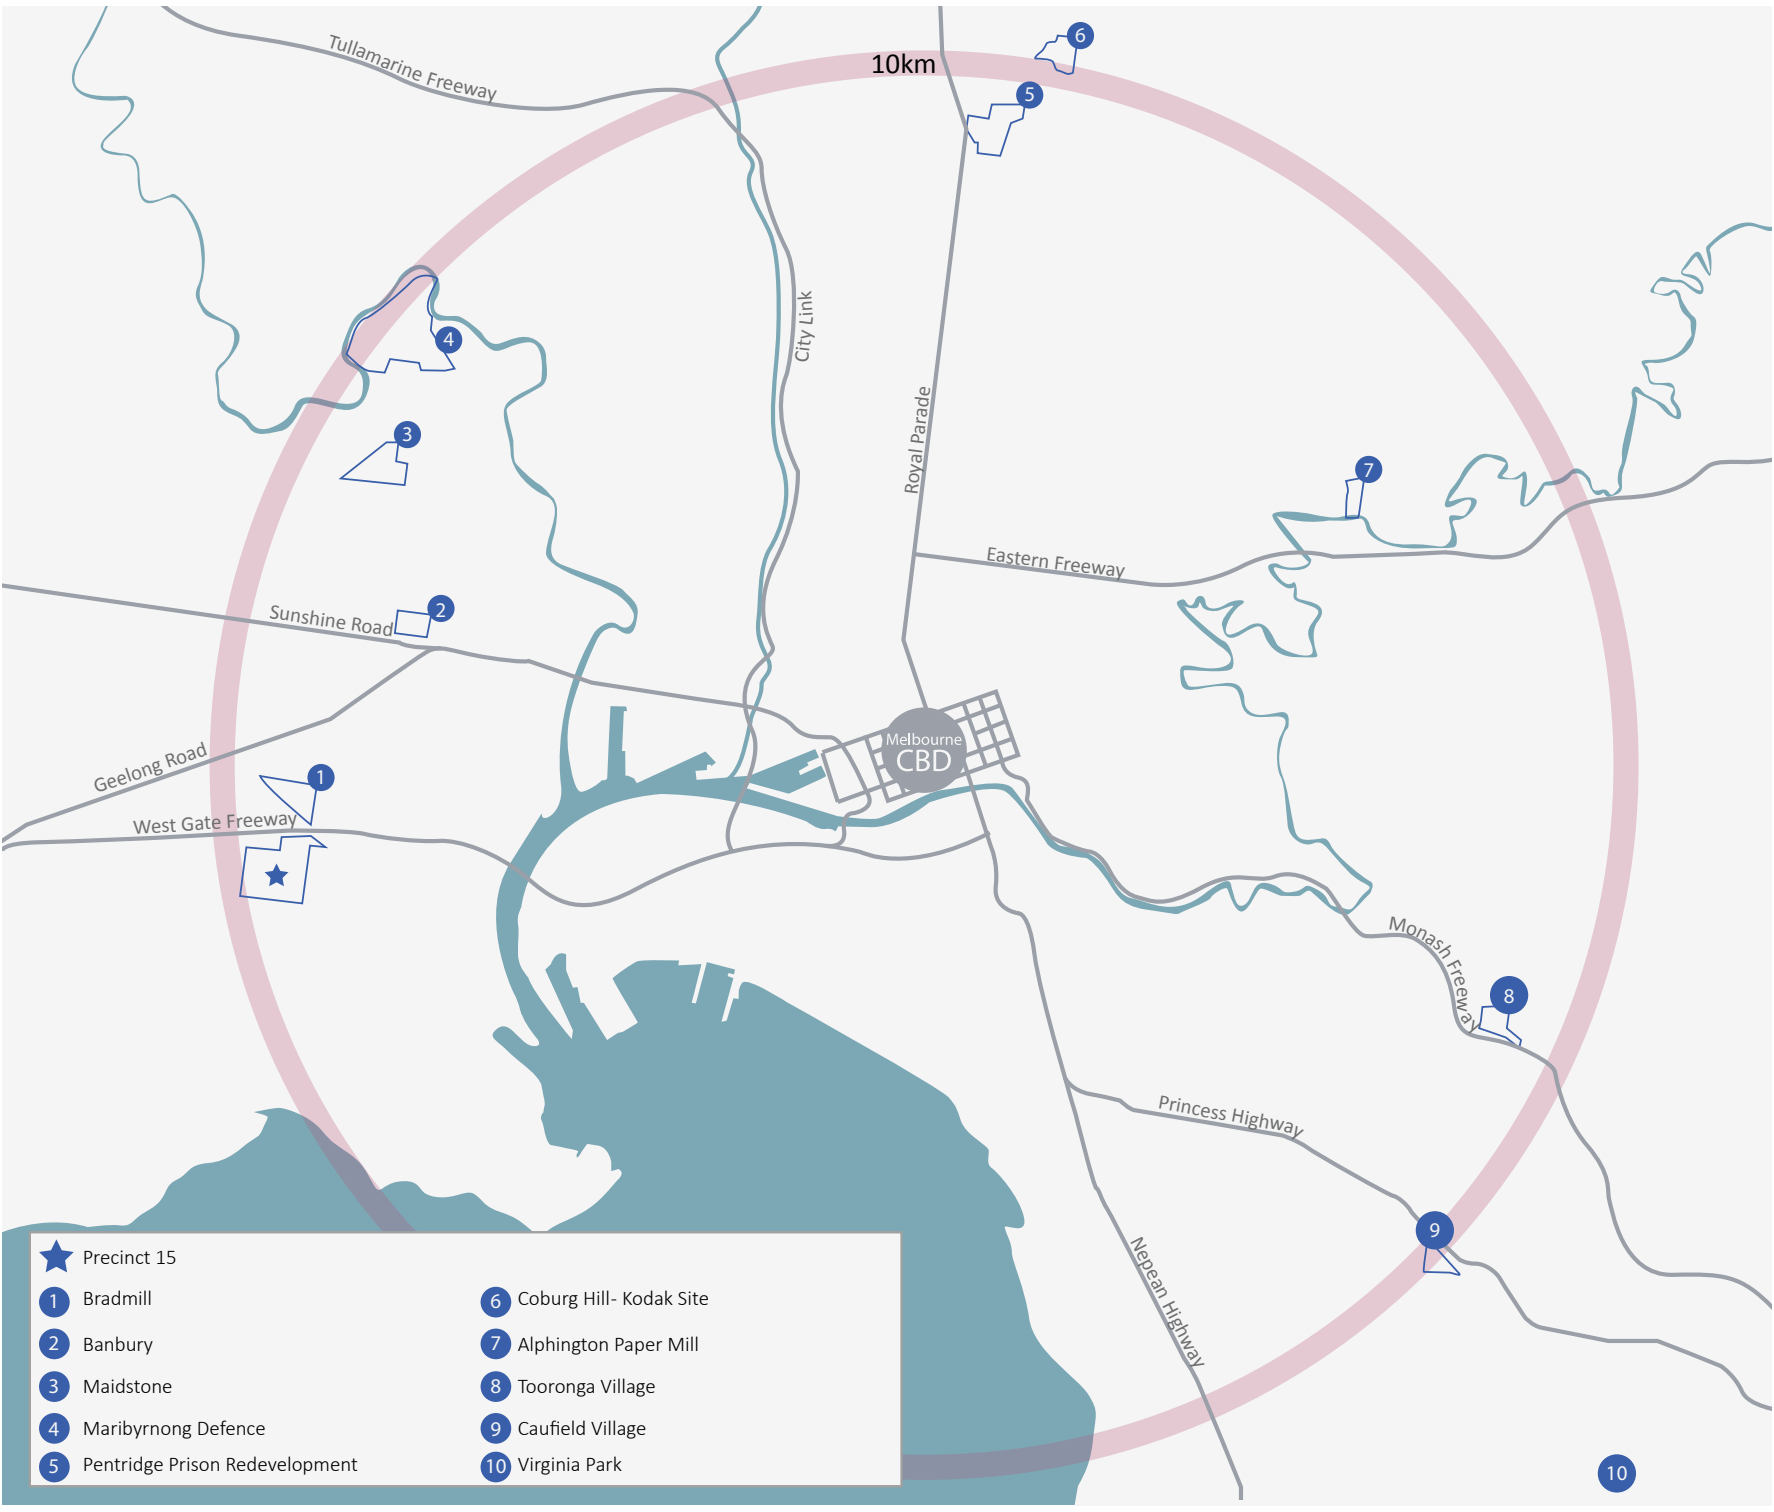 Tullamarine Freeway
10km
6
5
City Link
Royal Parade
4
3
7
Eastern Freeway
Sunshine Road
2
Geelong Road
1
West Gate Freeway
Melbourne
CBD
Monash Freeway
8
Princess Highway
9
Nepean Highway
10
Precinct 15
1 Bradmill
2 Banbury
3 Maidstone
4 Maribyrnong Defence
5 Pentridge Prison Redevelopment
6 Coburg Hill- Kodak Site
7 Alphington Paper Mill
8 Tooronga Village
9 Caufield Village
10 Virginia Park